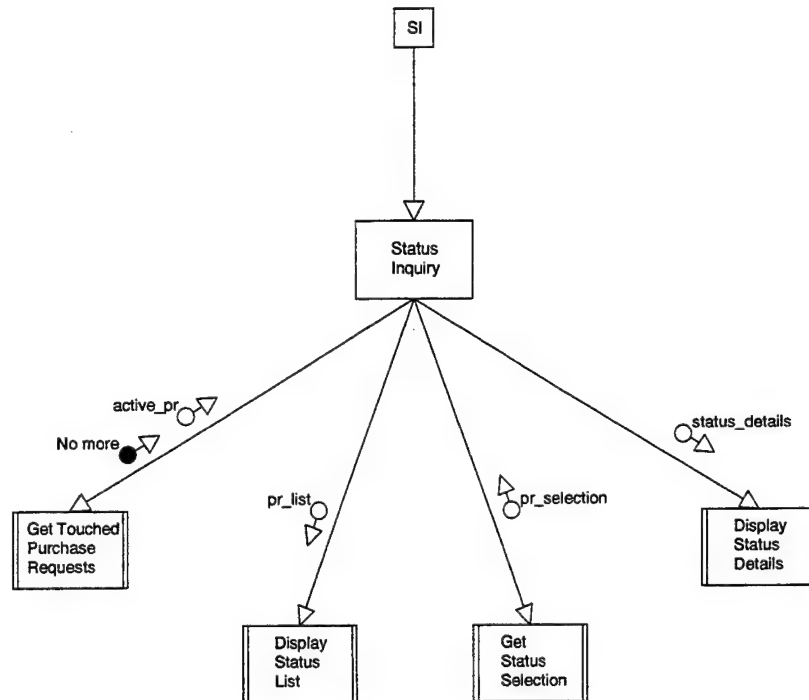 SI
Status
Inquiry
active_pr
No more
status_details
pr_list
pr_selection
Get Touched
Purchase
Requests
Display
Status
Details
Display
Status
List
Get
Status
Selection